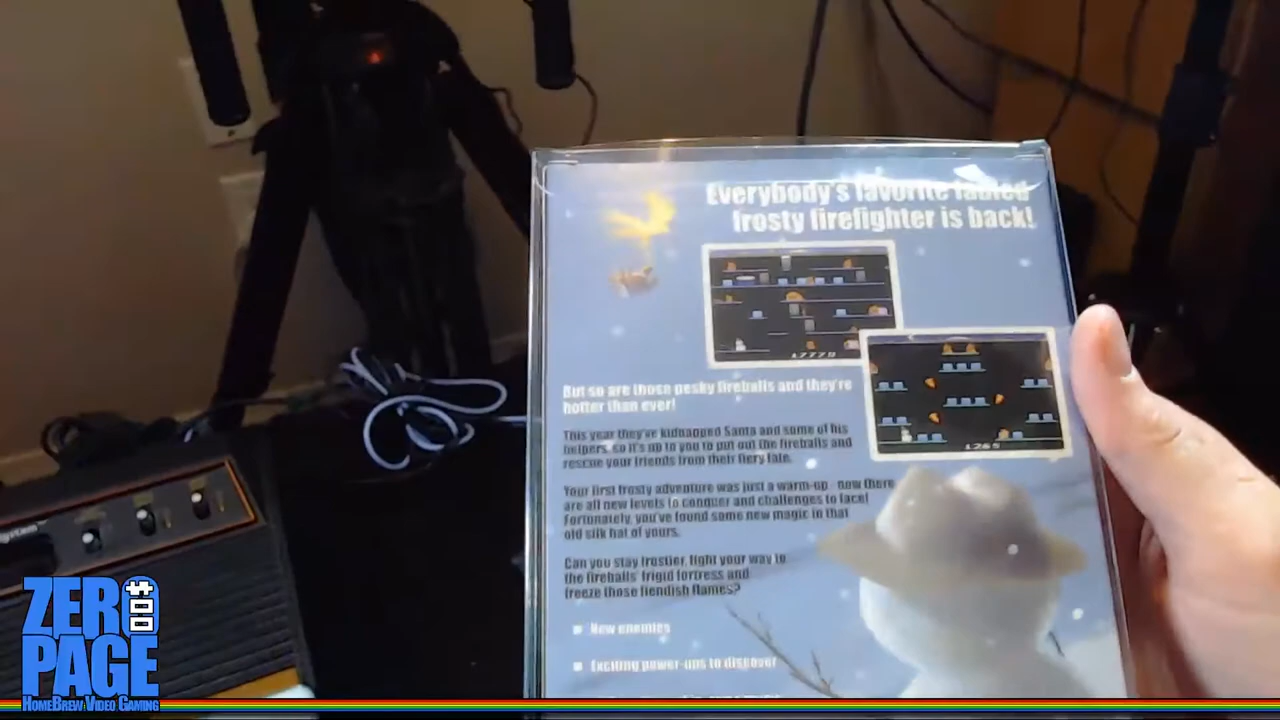 Everybody's favorite fabled
frosty firefighter is back!
17770
1265
But so are those pesky fireballs and they're
hotter than ever!
This year they've kidnapped Santa and some of his
helpers, so it's up to you to put out the fireballs and
rescue your friends from their fiery fate.
Your first frosty adventure was just a warm-up - now there
are all new levels to conquer and challenges to face!
Fortunately, you've found some new magic in that
old silk hat of yours.
Can you stay frostier, fight your way to
the fireballs' frigid fortress and
freeze those fiendish flames?
New enemies
Exciting power-ups to discover
ZERO
PAGE
HomeBrew Video Gaming